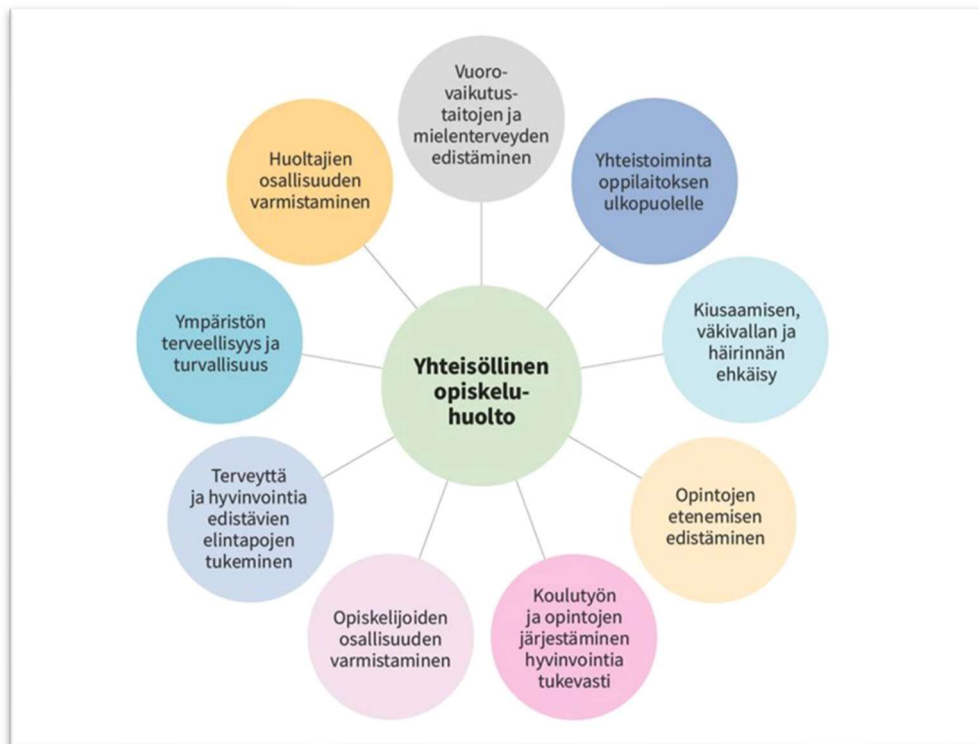 Vuoro-
vaikutus-
taitojen ja
mielenterveyden
edistäminen
Yhteistoiminta
oppilaitoksen
ulkopuolelle
Kiusaamisen,
väkivallan ja
häirinnän
ehkäisy
Opintojen
etenemisen
edistäminen
Koulutyön
ja opintojen
järjestäminen
hyvinvointia
tukevasti
Opiskelijoiden
osallisuuden
varmistaminen
Terveyttä
ja hyvinvointia
edistävien
elintapojen
tukeminen
Ympäristön
terveellisyys ja
turvallisuus
Huoltajien
osallisuuden
varmistaminen
Yhteisöllinen
opiskelu-
huolto